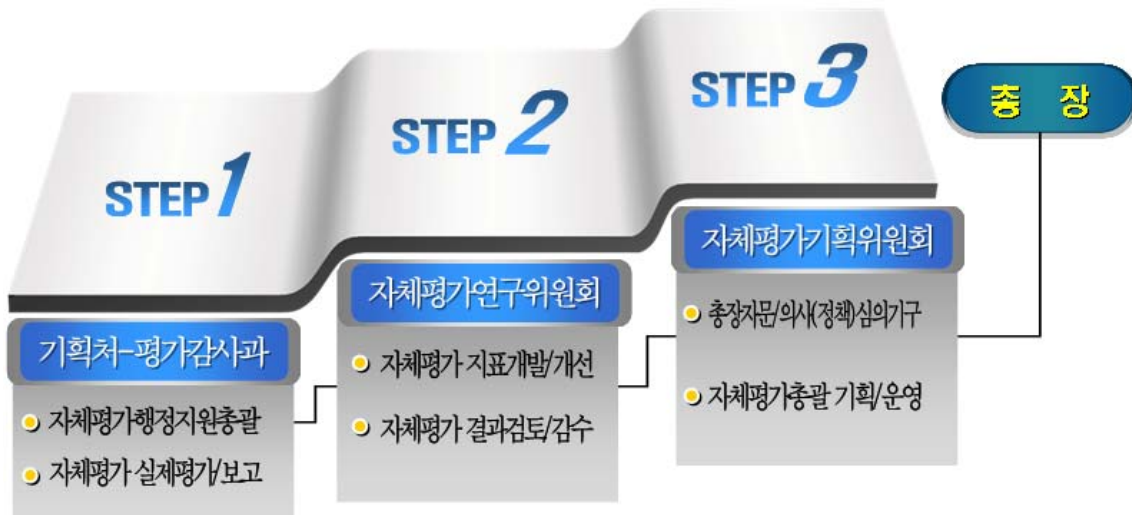 STEP 1
기획처-평가감사과
자체평가행정지원총괄
자체평가 실제평가/보고
STEP 2
자체평가연구위원회
자체평가 지표개발/개선
자체평가 결과검토/감수
STEP 3
자체평가기획위원회
총장자문/의사(정책)심의기구
자체평가총괄 기획/운영
총 장